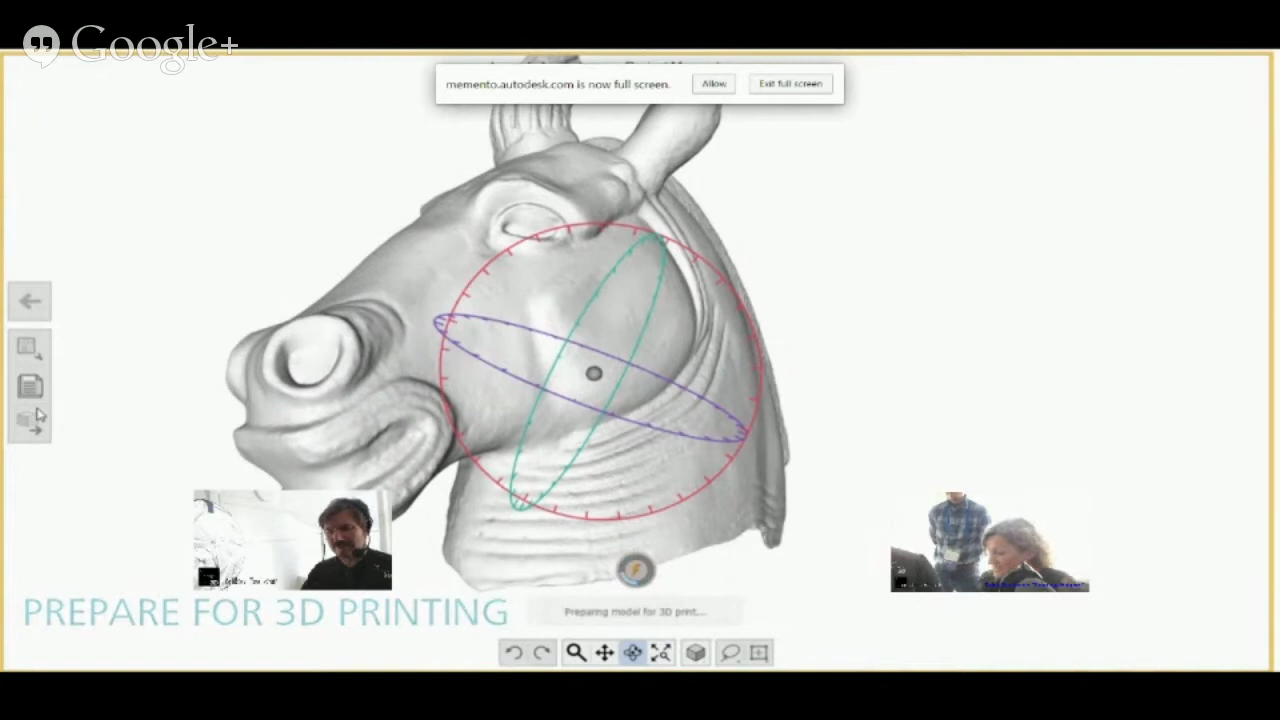 Google+
memento.autodesk.com is now full screen.
Allow
Exit full screen
PREPARE FOR 3D PRINTING
Preparing model for 3D print...